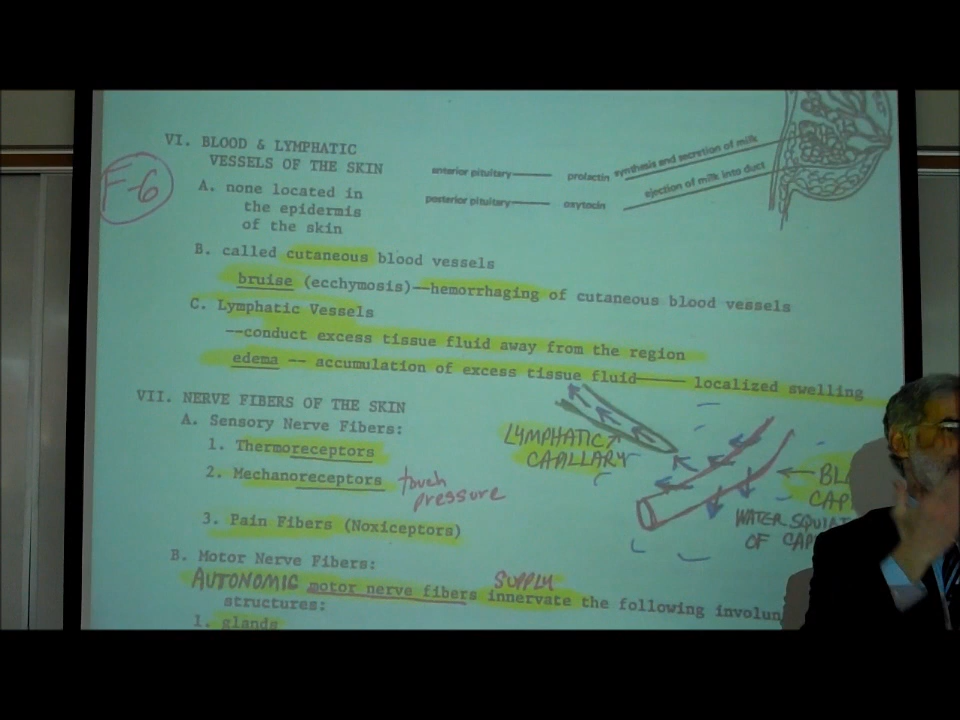 VI. BLOOD & LYMPHATIC
VESSELS OF THE SKIN
F-6
A. none located in
the epidermis
of the skin
anterior pituitary prolactin synthesis and secretion of milk
posterior pituitary oxytocin ejection of milk into duct
B. called cutaneous blood vessels
bruise (ecchymosis)—hemorrhaging of cutaneous blood vessels
C. Lymphatic Vessels
--conduct excess tissue fluid away from the region
edema -- accumulation of excess tissue fluid—— localized swelling
VII. NERVE FIBERS OF THE SKIN
A. Sensory Nerve Fibers:
1. Thermoreceptors
2. Mechanoreceptors touch
pressure
3. Pain Fibers (Noxiceptors)
LYMPHATIC
CAPILLARY
WATER
OF
B. Motor Nerve Fibers:
AUTONOMIC motor nerve fibers SUPPLY
innervate the following
structures:
1. glands